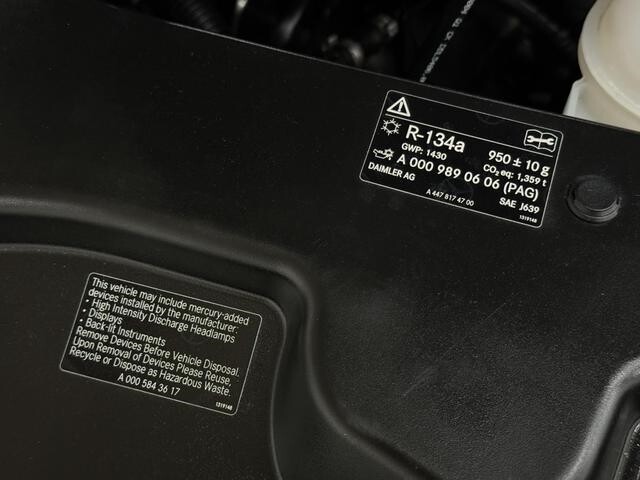 R-134a
950 ± 10 g
GWP: 1430
CO₂ eq: 1,359 t
A 000 989 06 06 (PAG)
DAIMLER AG
SAE J639
A 447 817 47 00
1319148
This vehicle may include mercury-added
devices installed by the manufacturer:
• High Intensity Discharge Headlamps
• Displays
• Back-lit Instruments
Remove Devices Before Vehicle Disposal.
Upon Removal of Devices Please Reuse,
Recycle or Dispose as Hazardous Waste.
A 000 584 36 17
1319148